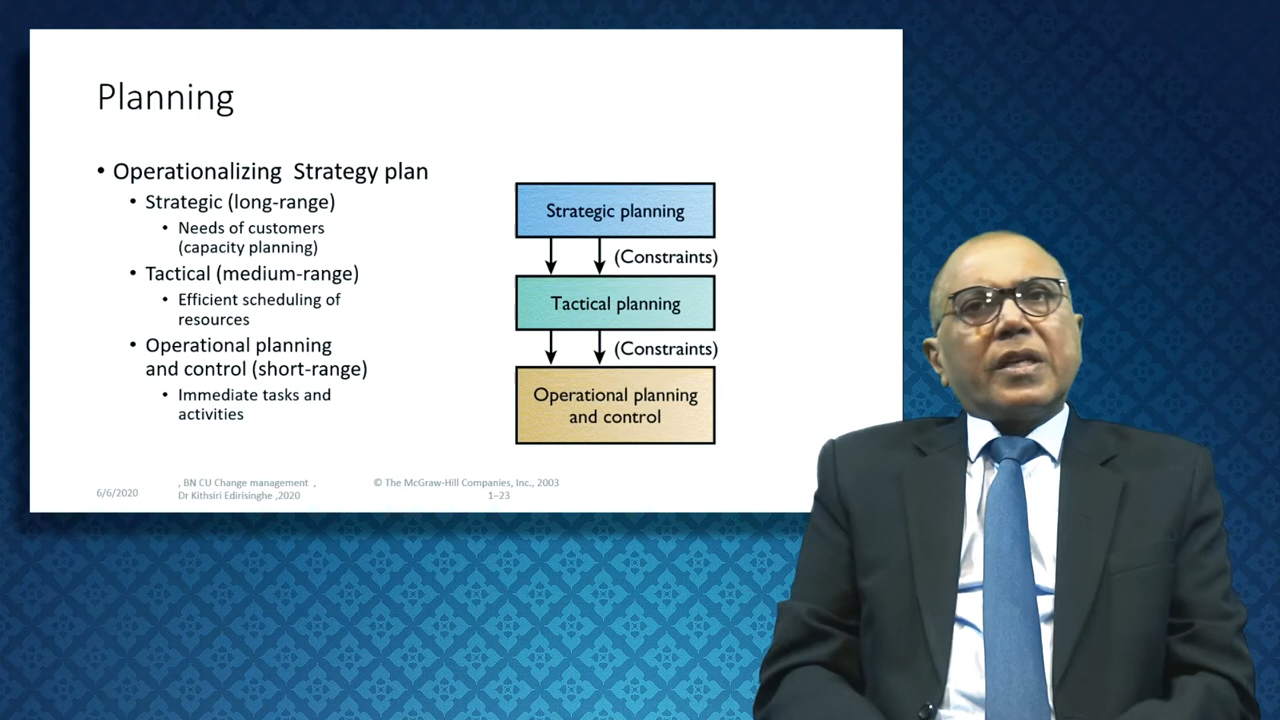 Planning
• Operationalizing Strategy plan
• Strategic (long-range)
• Needs of customers
(capacity planning)
• Tactical (medium-range)
• Efficient scheduling of
resources
• Operational planning
and control (short-range)
• Immediate tasks and
activities
Strategic planning
(Constraints)
Tactical planning
(Constraints)
Operational planning
and control
6/6/2020
, BN CU Change management ,
Dr Kithsiri Edirisinghe ,2020
© The McGraw-Hill Companies, Inc., 2003
1–23